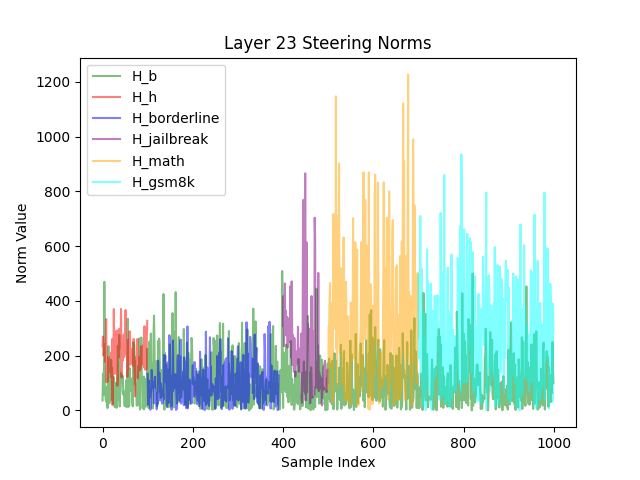 Layer 23 Steering Norms
Norm Value
1200
1000
800
600
400
200
0
H_b
H_h
H_borderline
H_jailbreak
H_math
H_gsm8k
0
200
400
600
800
1000
Sample Index